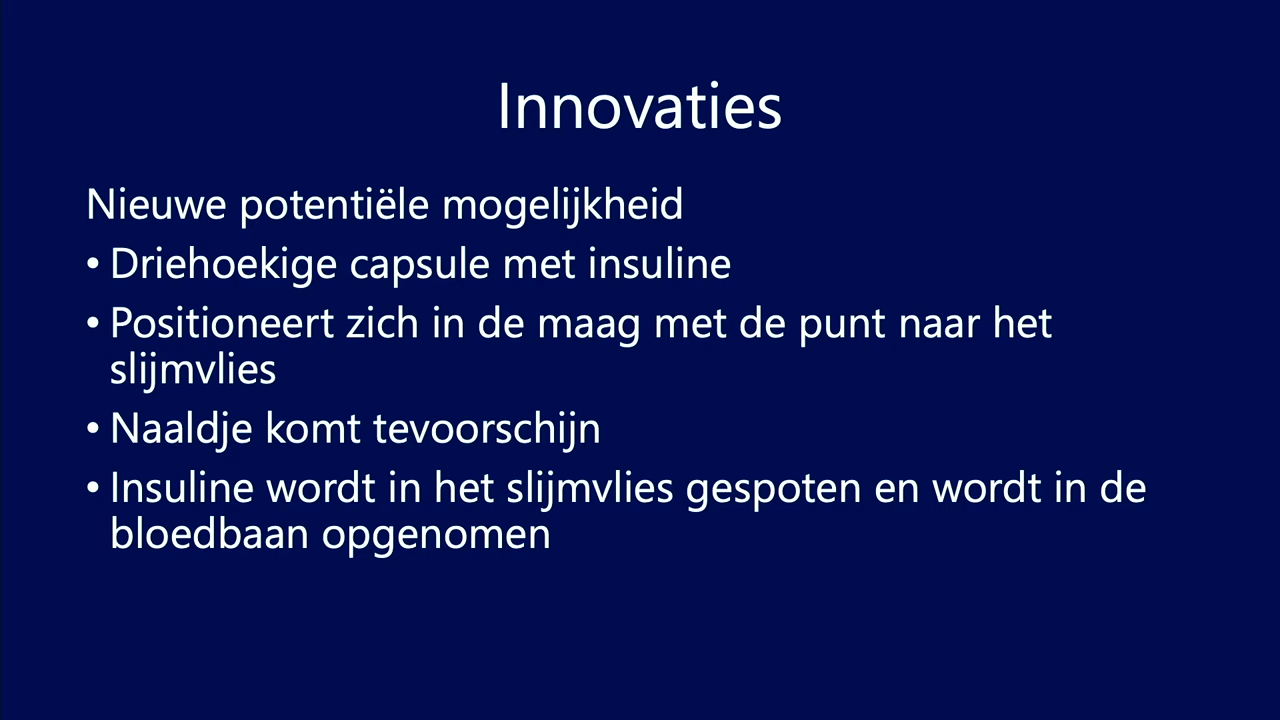 Innovaties
Nieuwe potentiële mogelijkheid
• Driehoekige capsule met insuline
• Positioneert zich in de maag met de punt naar het
slijmvlies
• Naaldje komt tevoorschijn
• Insuline wordt in het slijmvlies gespoten en wordt in de
bloedbaan opgenomen